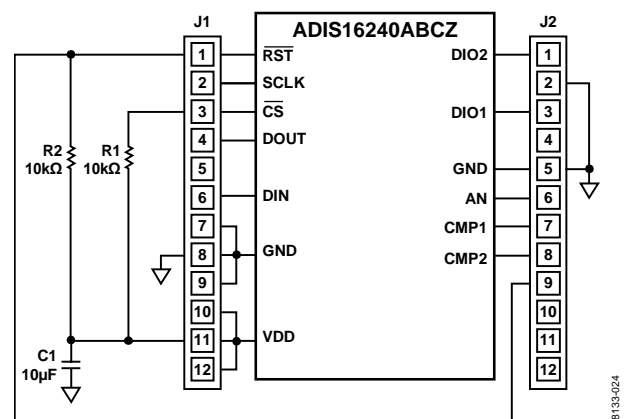 J1
ADIS16240ABCZ
J2
1
2
3
4
5
6
7
8
9
10
11
12
RST
SCLK
CS
DOUT
DIN
GND
VDD
DIO2
DIO1
GND
AN
CMP1
CMP2
1
2
3
4
5
6
7
8
9
10
11
12
R2
10kΩ
R1
10kΩ
C1
10µF
8133-024